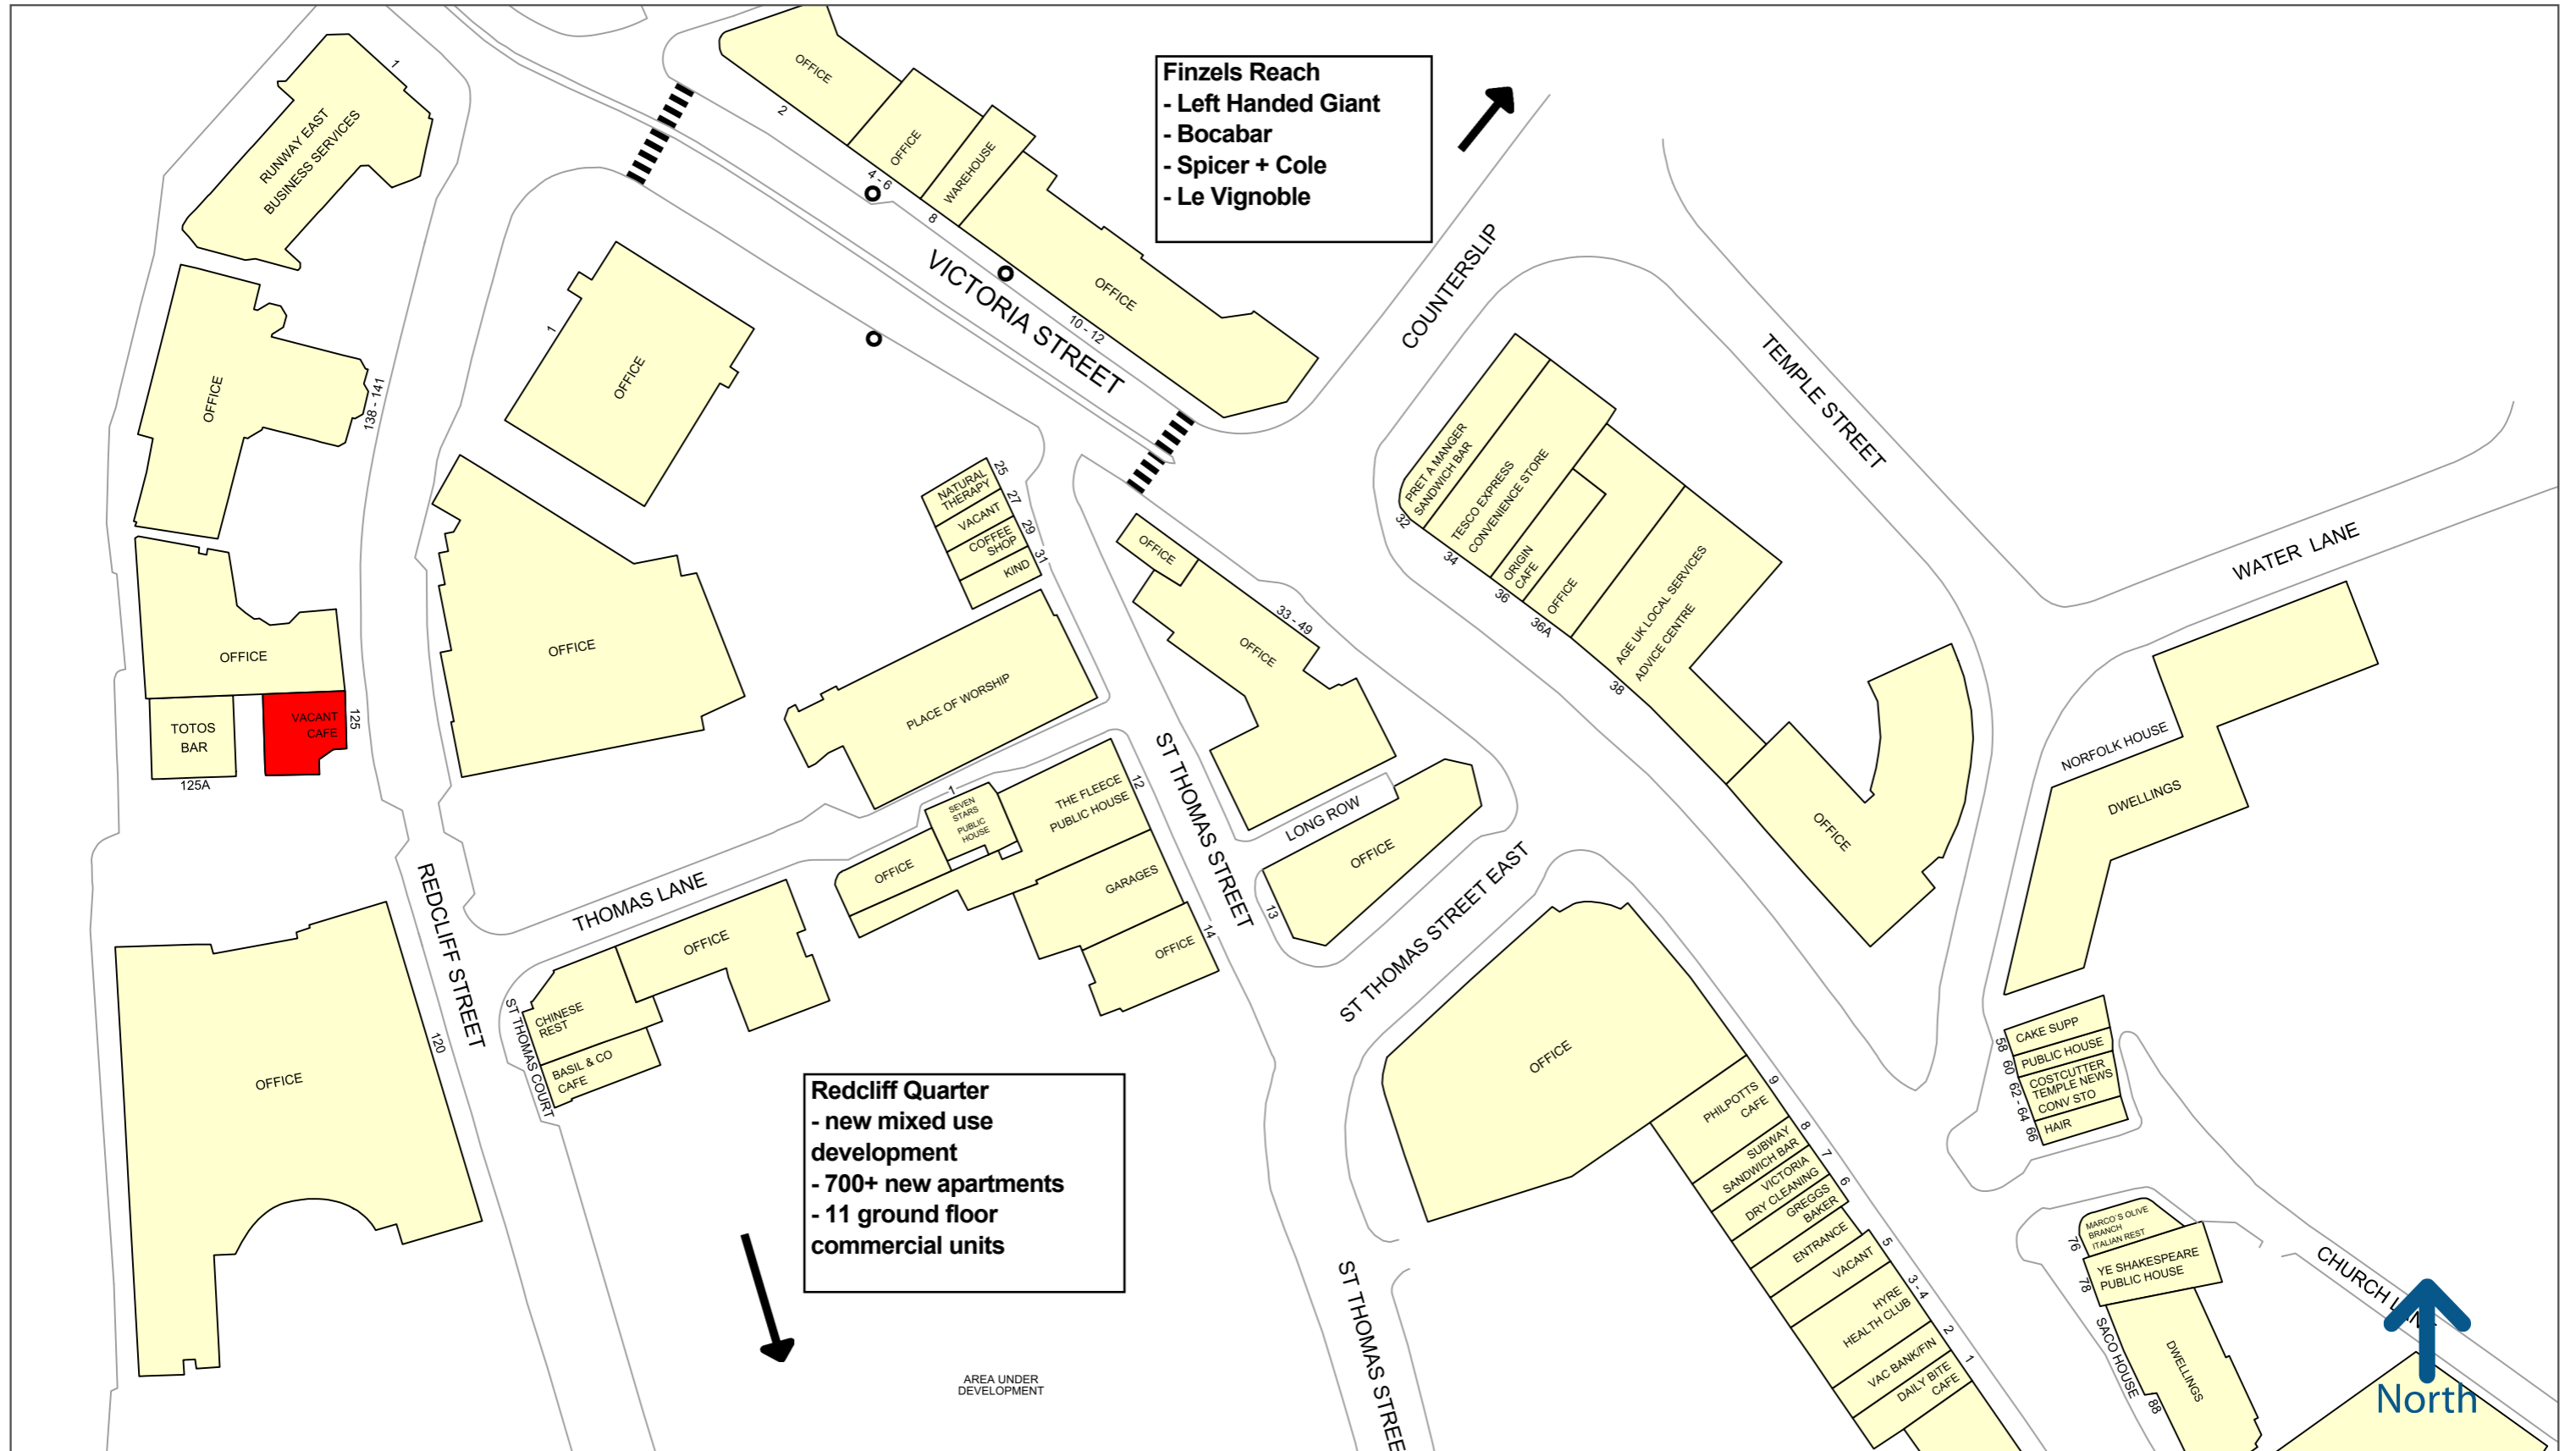 1
RUNWAY EAST
BUSINESS SERVICES
OFFICE
138 - 141
OFFICE
TOTOS
BAR
125A
VACANT
CAFE
125
OFFICE
120
REDCLIFF STREET
1
OFFICE
OFFICE
OFFICE
2
OFFICE
4 - 6
WAREHOUSE
8
OFFICE
10 - 12
VICTORIA STREET
Finzels Reach
- Left Handed Giant
- Bocabar
- Spicer + Cole
- Le Vignoble
COUNTERSLIP
TEMPLE STREET
WATER LANE
NATURAL
THERAPY
25
VACANT
27
COFFEE
SHOP
29
KIND
31
PLACE OF WORSHIP
OFFICE
33 - 49
OFFICE
PRET A MANGER
SANDWICH BAR
32
TESCO EXPRESS
CONVENIENCE STORE
34
ORIGIN
CAFE
36
OFFICE
36A
AGE UK LOCAL SERVICES
ADVICE CENTRE
38
OFFICE
NORFOLK HOUSE
DWELLINGS
1
SEVEN
STARS
PUBLIC
HOUSE
THE FLEECE
PUBLIC HOUSE
12
OFFICE
GARAGES
OFFICE
14
ST THOMAS STREET
LONG ROW
OFFICE
13
ST THOMAS STREET EAST
THOMAS LANE
OFFICE
CHINESE
REST
BASIL & CO
CAFE
ST THOMAS COURT
Redcliff Quarter
- new mixed use
development
- 700+ new apartments
- 11 ground floor
commercial units
AREA UNDER
DEVELOPMENT
ST THOMAS STREE
OFFICE
PHILPOTTS
CAFE
9
SUBWAY
SANDWICH BAR
8
VICTORIA
DRY CLEANING
7
GREGGS
BAKER
6
ENTRANCE
VACANT
5
HYRE
HEALTH CLUB
3 - 4
VAC BANK/FIN
2
DAILY BITE
CAFE
1
CAKE SUPP
58
PUBLIC HOUSE
60
COSTCUTTER
TEMPLE NEWS
CONV STO
62 - 64
HAIR
66
MARCO'S OLIVE
BRANCH
ITALIAN REST
76
YE SHAKESPEARE
PUBLIC HOUSE
78
SACO HOUSE
DWELLINGS
88
CHURCH LANE
North